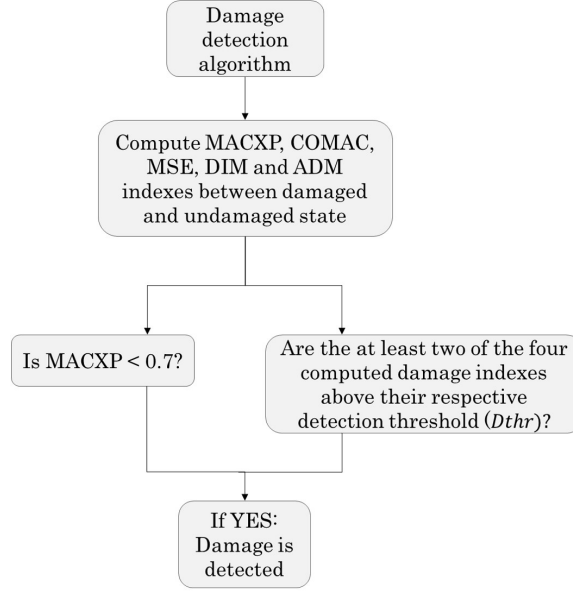 Damage
detection
algorithm
Compute MACXP, COMAC,
MSE, DIM and ADM
indexes between damaged
and undamaged state
Is MACXP < 0.7?
Are the at least two of the four
computed damage indexes
above their respective
detection threshold (Dthr)?
If YES:
Damage is
detected